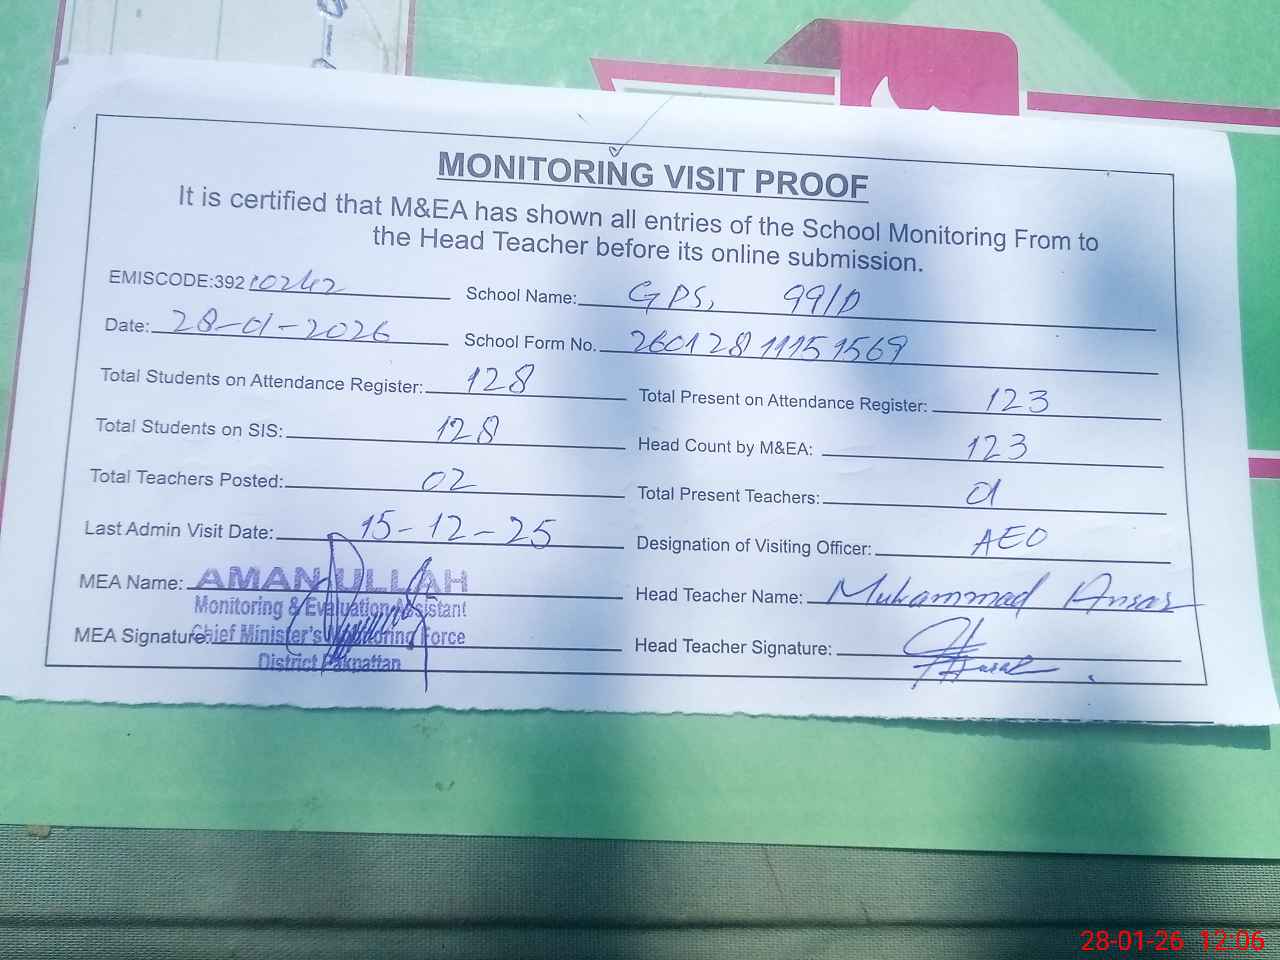 MONITORING VISIT PROOF
It is certified that M&EA has shown all entries of the School Monitoring From to
the Head Teacher before its online submission.
EMISCODE:392 10242 School Name: GPS, 99/D
Date: 28-01-2026 School Form No. 260128 11151569
Total Students on Attendance Register: 128 Total Present on Attendance Register: 123
Total Students on SIS: 128 Head Count by M&EA: 123
Total Teachers Posted: 02 Total Present Teachers: 01
Last Admin Visit Date: 15-12-25 Designation of Visiting Officer: AEO
MEA Name: AMAN ULLAH Head Teacher Name: Muhammad Ansar
Monitoring & Evaluation Assistant
MEA Signature: Chief Minister's Monitoring Force Head Teacher Signature:
District Pakpattan
28-01-26 12:06